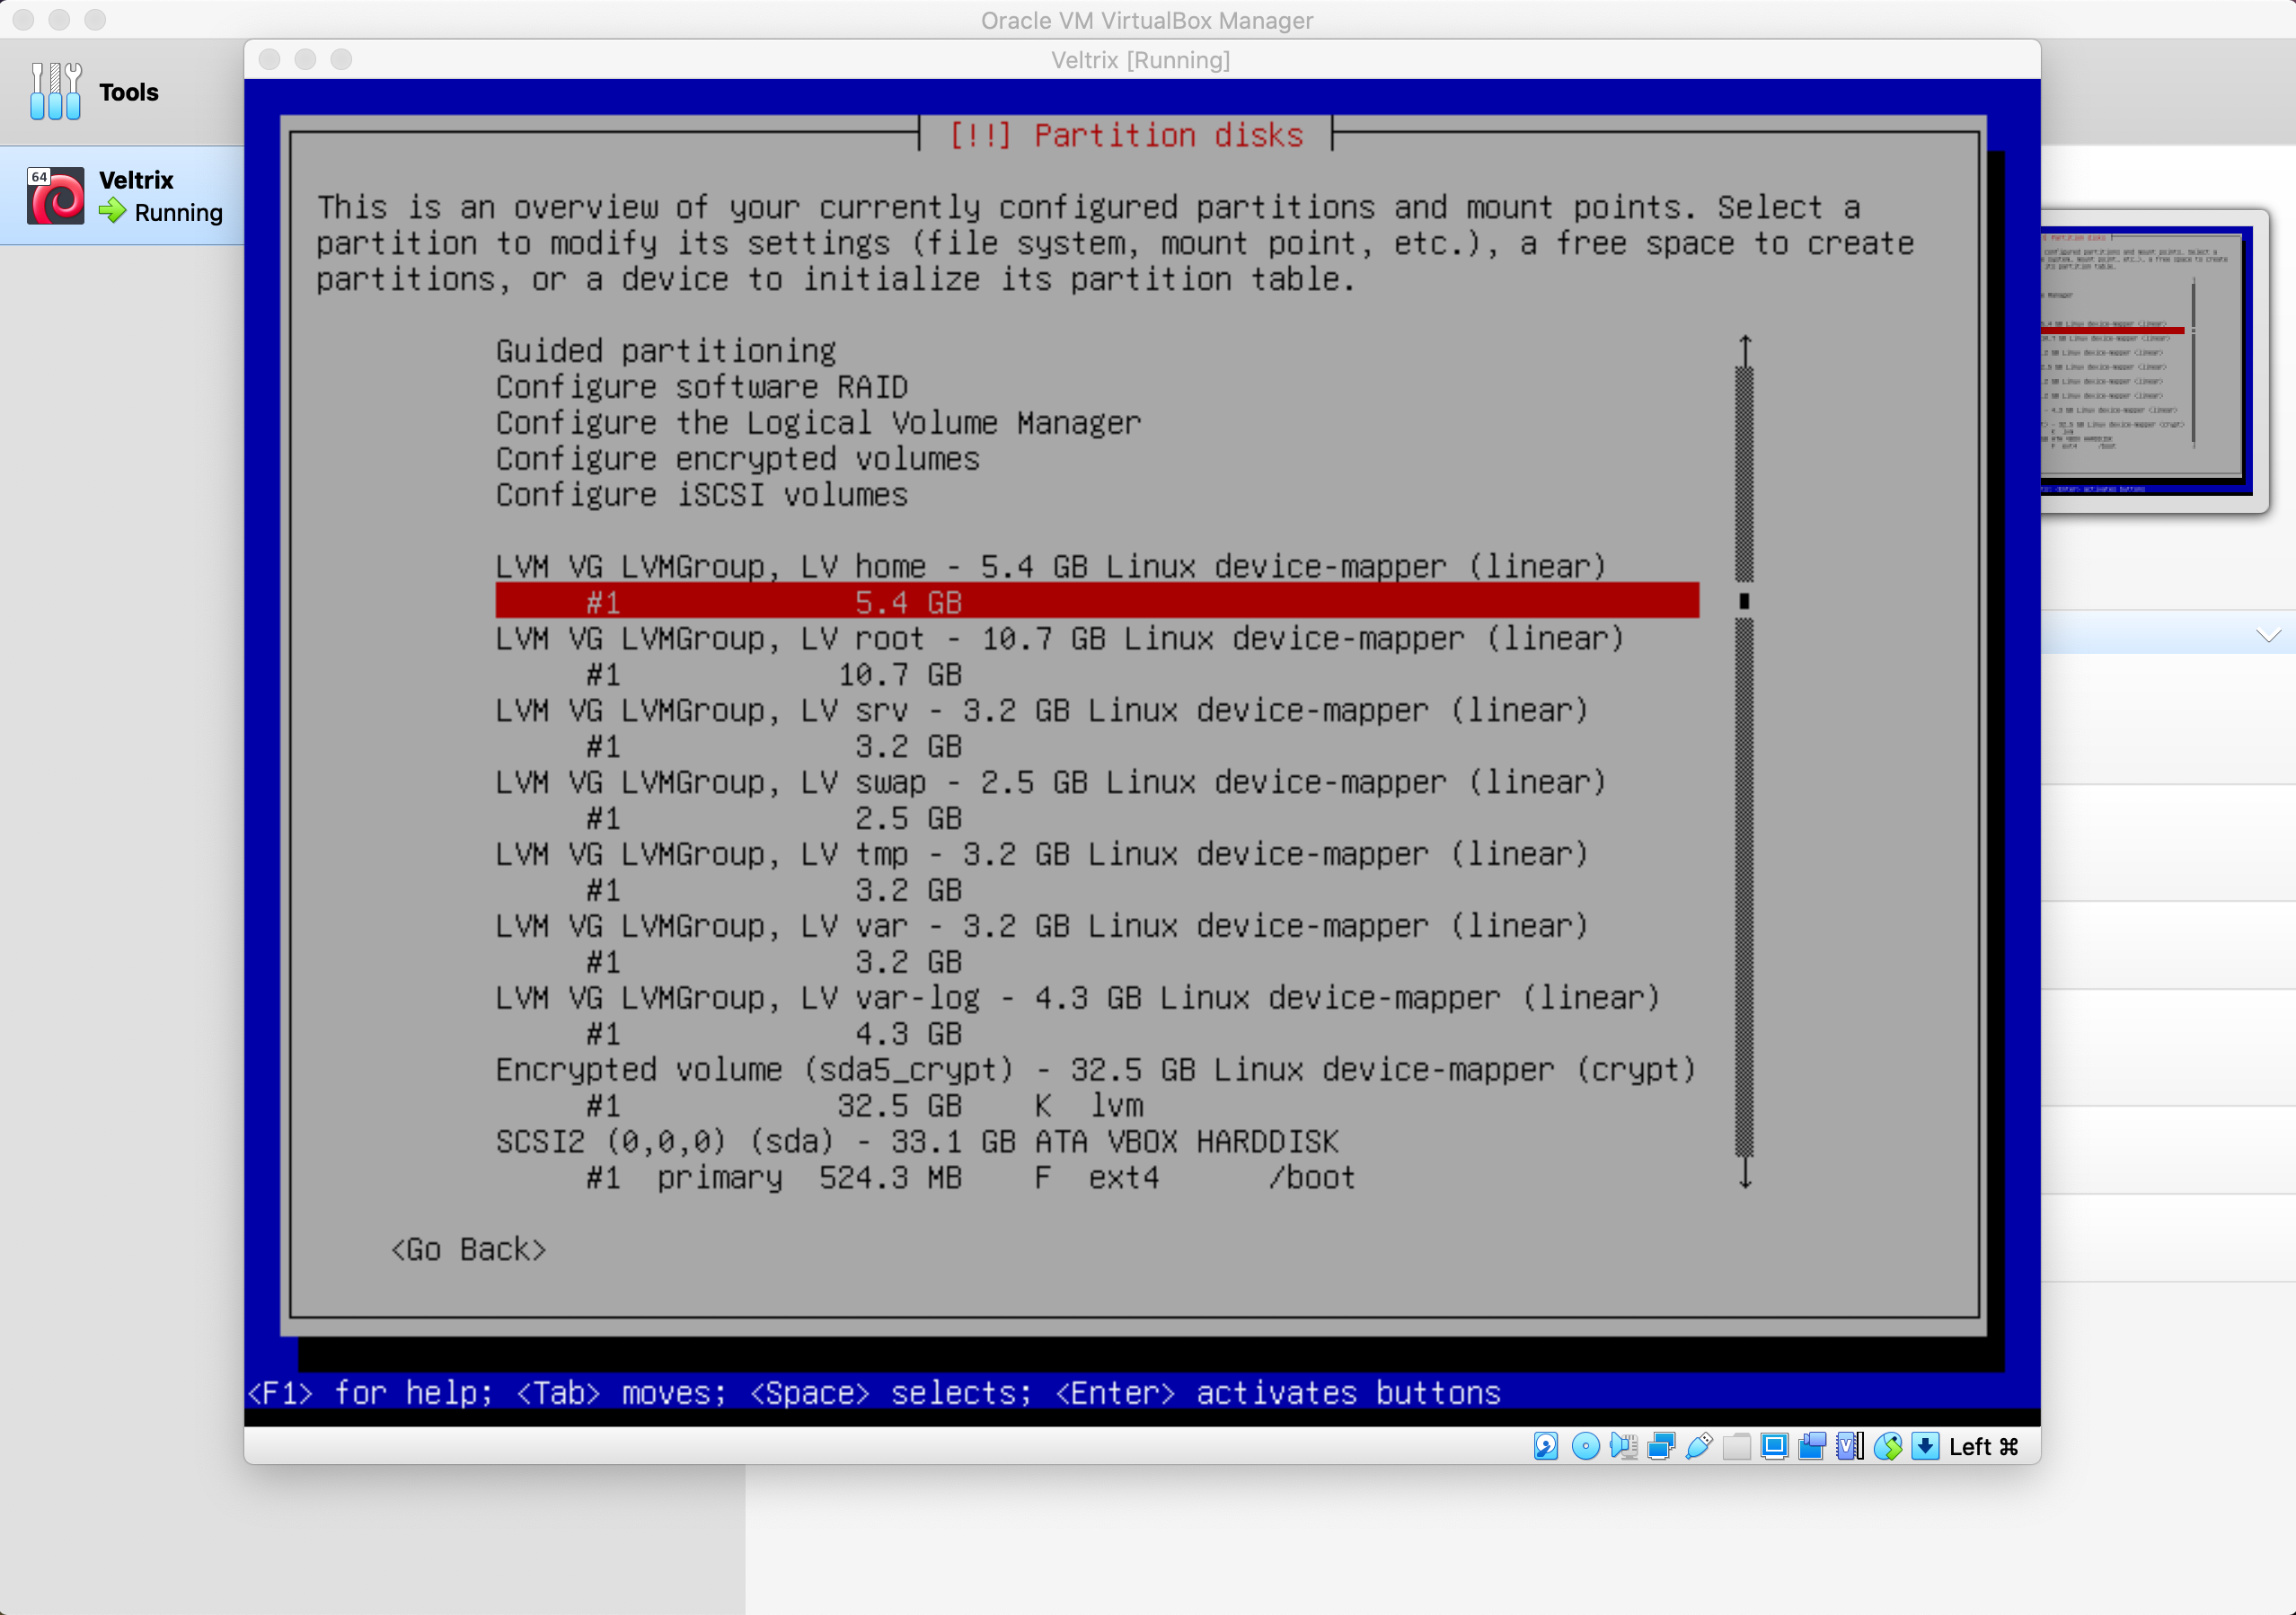 Oracle VM VirtualBox Manager
Veltrix [Running]
Tools
64
Veltrix
Running
[!!] Partition disks
This is an overview of your currently configured partitions and mount points. Select a
partition to modify its settings (file system, mount point, etc.), a free space to create
partitions, or a device to initialize its partition table.
Guided partitioning
Configure software RAID
Configure the Logical Volume Manager
Configure encrypted volumes
Configure iSCSI volumes
LVM VG LVMGroup, LV home - 5.4 GB Linux device-mapper (linear)
#1 5.4 GB
LVM VG LVMGroup, LV root - 10.7 GB Linux device-mapper (linear)
#1 10.7 GB
LVM VG LVMGroup, LV srv - 3.2 GB Linux device-mapper (linear)
#1 3.2 GB
LVM VG LVMGroup, LV swap - 2.5 GB Linux device-mapper (linear)
#1 2.5 GB
LVM VG LVMGroup, LV tmp - 3.2 GB Linux device-mapper (linear)
#1 3.2 GB
LVM VG LVMGroup, LV var - 3.2 GB Linux device-mapper (linear)
#1 3.2 GB
LVM VG LVMGroup, LV var-log - 4.3 GB Linux device-mapper (linear)
#1 4.3 GB
Encrypted volume (sda5_crypt) - 32.5 GB Linux device-mapper (crypt)
#1 32.5 GB K lvm
SCSI2 (0,0,0) (sda) - 33.1 GB ATA VBOX HARDDISK
#1 primary 524.3 MB F ext4 /boot
<Go Back>
<F1> for help; <Tab> moves; <Space> selects; <Enter> activates buttons
Left ⌘